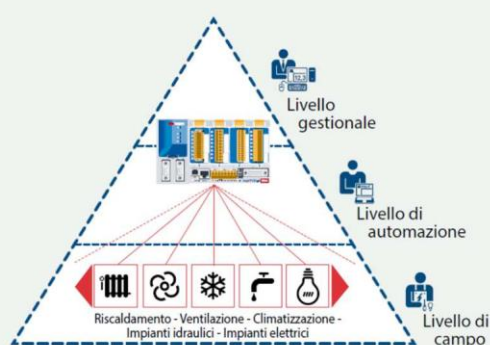 Livello
gestionale
Livello di
automazione
Riscaldamento - Ventilazione - Climatizzazione -
Impianti idraulici - Impianti elettrici
Livello di
campo